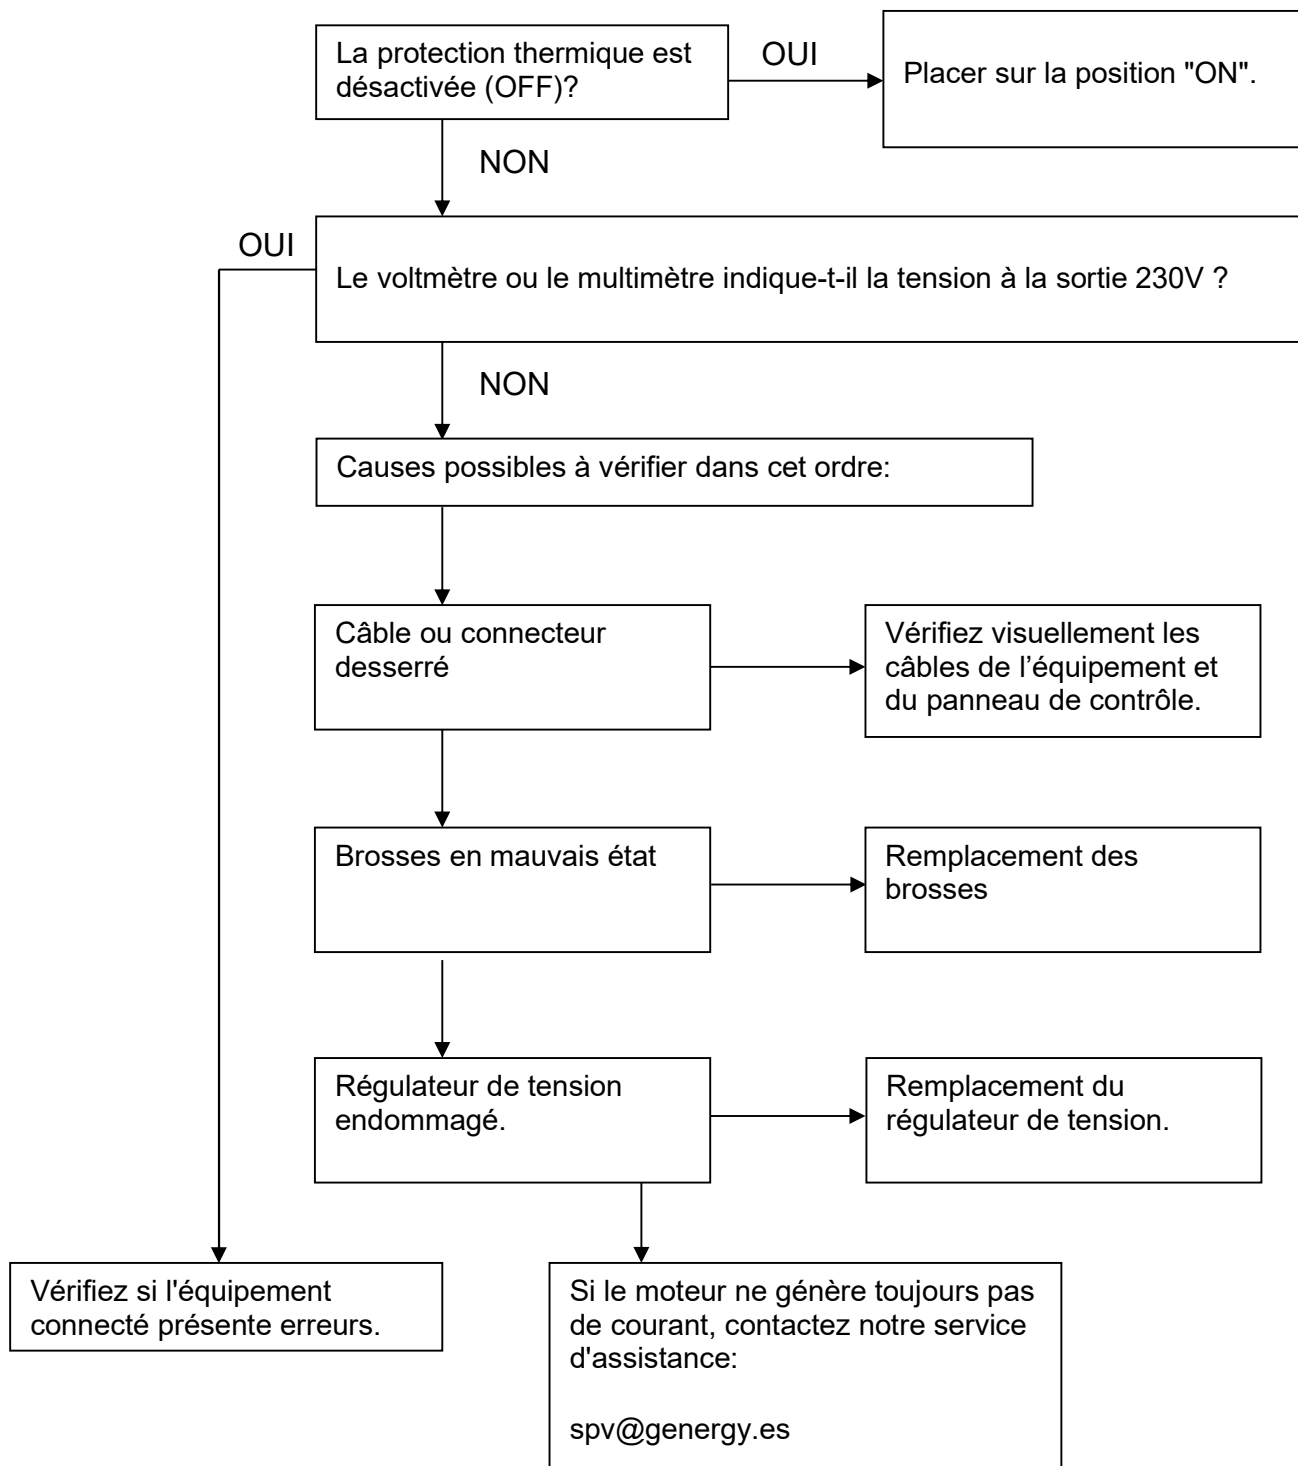 La protection thermique est
désactivée (OFF)?
OUI
Placer sur la position "ON".
NON
OUI
Le voltmètre ou le multimètre indique-t-il la tension à la sortie 230V ?
NON
Causes possibles à vérifier dans cet ordre:
Câble ou connecteur
desserré
Vérifiez visuellement les
câbles de l’équipement et
du panneau de contrôle.
Brosses en mauvais état
Remplacement des
brosses
Régulateur de tension
endommagé.
Remplacement du
régulateur de tension.
Vérifiez si l'équipement
connecté présente erreurs.
Si le moteur ne génère toujours pas
de courant, contactez notre service
d'assistance:
spv@genergy.es